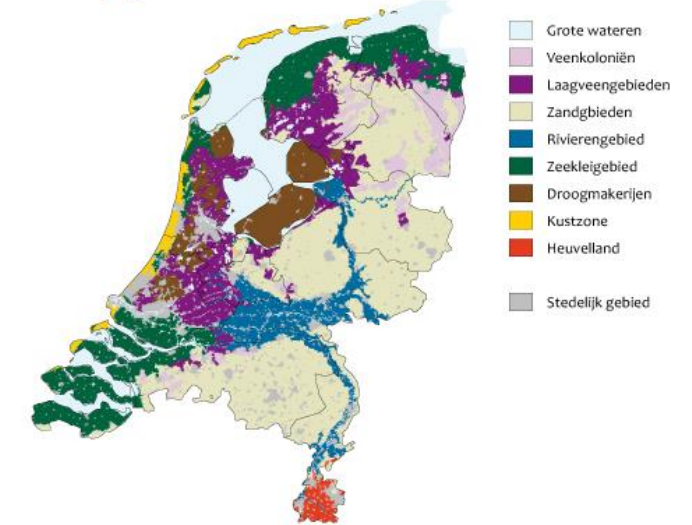 Grote wateren
Veenkoloniën
Laagveengebieden
Zandgbieden
Rivierengebied
Zeekleigebied
Droogmakerijen
Kustzone
Heuvelland
Stedelijk gebied